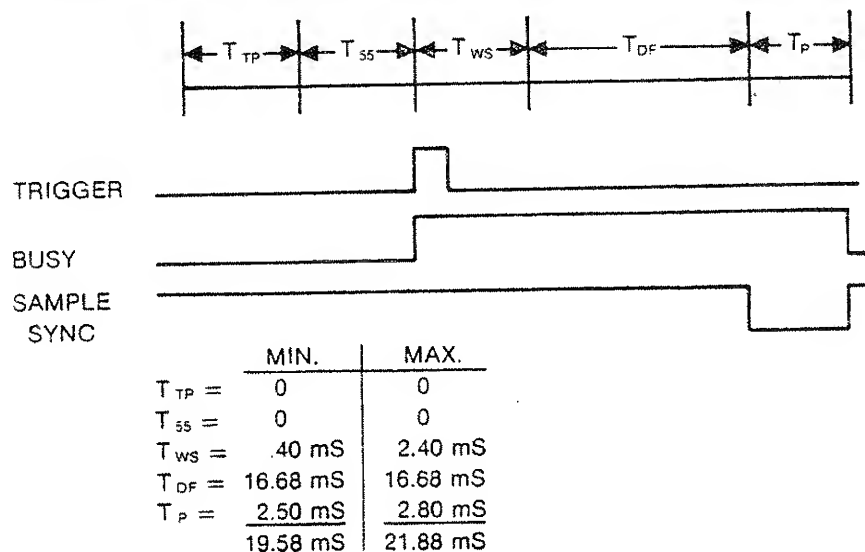 T TP T 55 T WS T DF T P
TRIGGER
BUSY
SAMPLE
SYNC
MIN. MAX.
T TP = 0 0
T 55 = 0 0
T WS = .40 mS 2.40 mS
T DF = 16.68 mS 16.68 mS
T P = 2.50 mS 2.80 mS
19.58 mS 21.88 mS